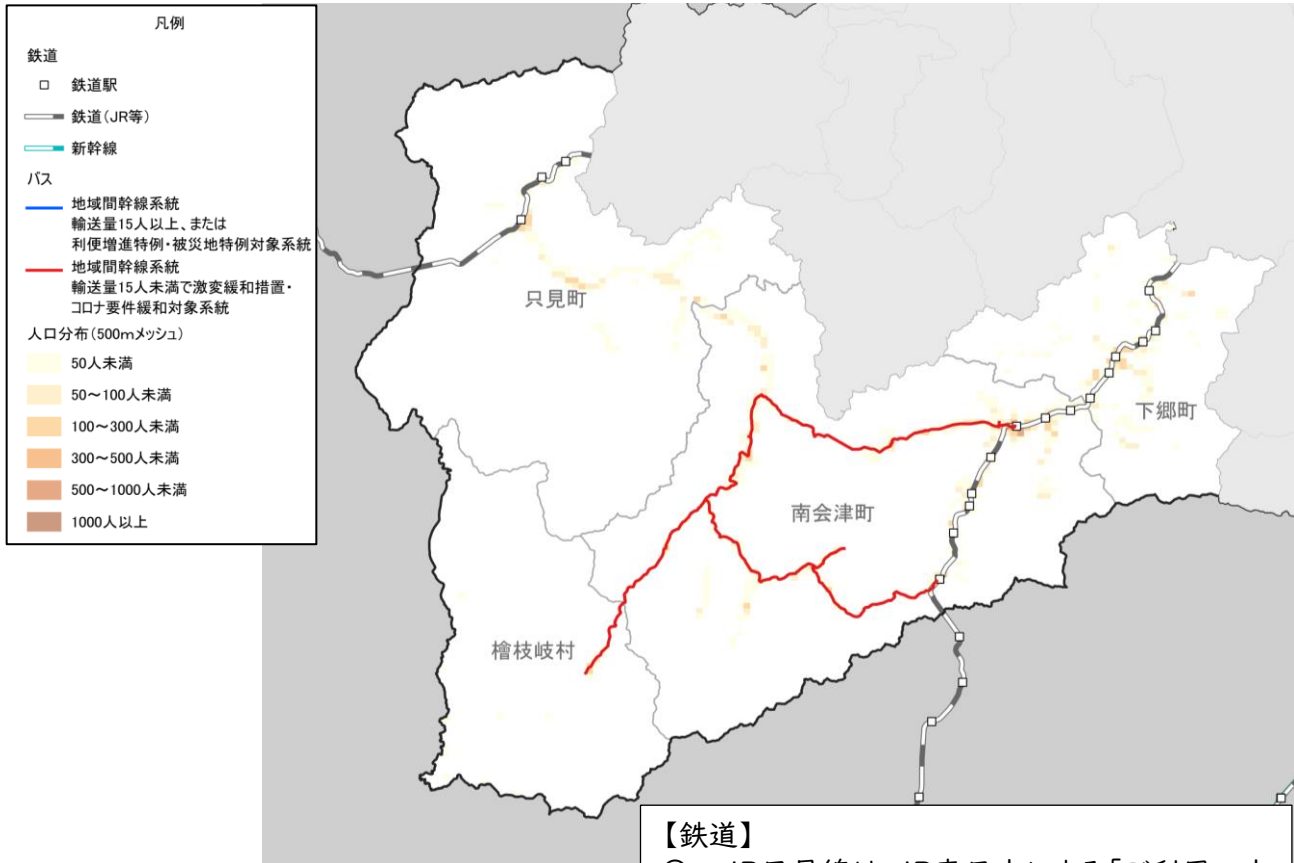 凡例
鉄道
鉄道駅
鉄道(JR等)
新幹線
バス
地域間幹線系統
輸送量15人以上、または
利便増進特例・被災地特例対象系統
地域間幹線系統
輸送量15人未満で激変緩和措置・
コロナ要件緩和対象系統
人口分布(500mメッシュ)
50人未満
50~100人未満
100~300人未満
300~500人未満
500~1000人未満
1000人以上
只見町
下郷町
南会津町
檜枝岐村
【鉄道】